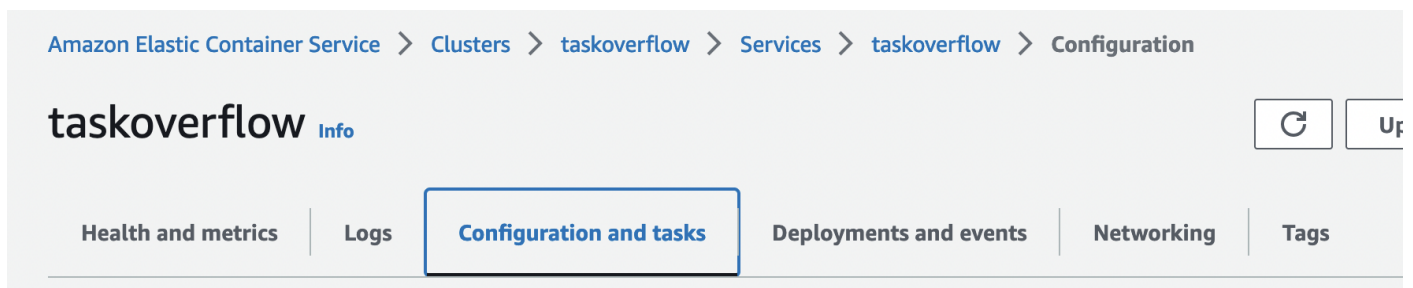 Amazon Elastic Container Service > Clusters > taskoverflow > Services > taskoverflow > Configuration
taskoverflow Info
Health and metrics Logs Configuration and tasks Deployments and events Networking Tags